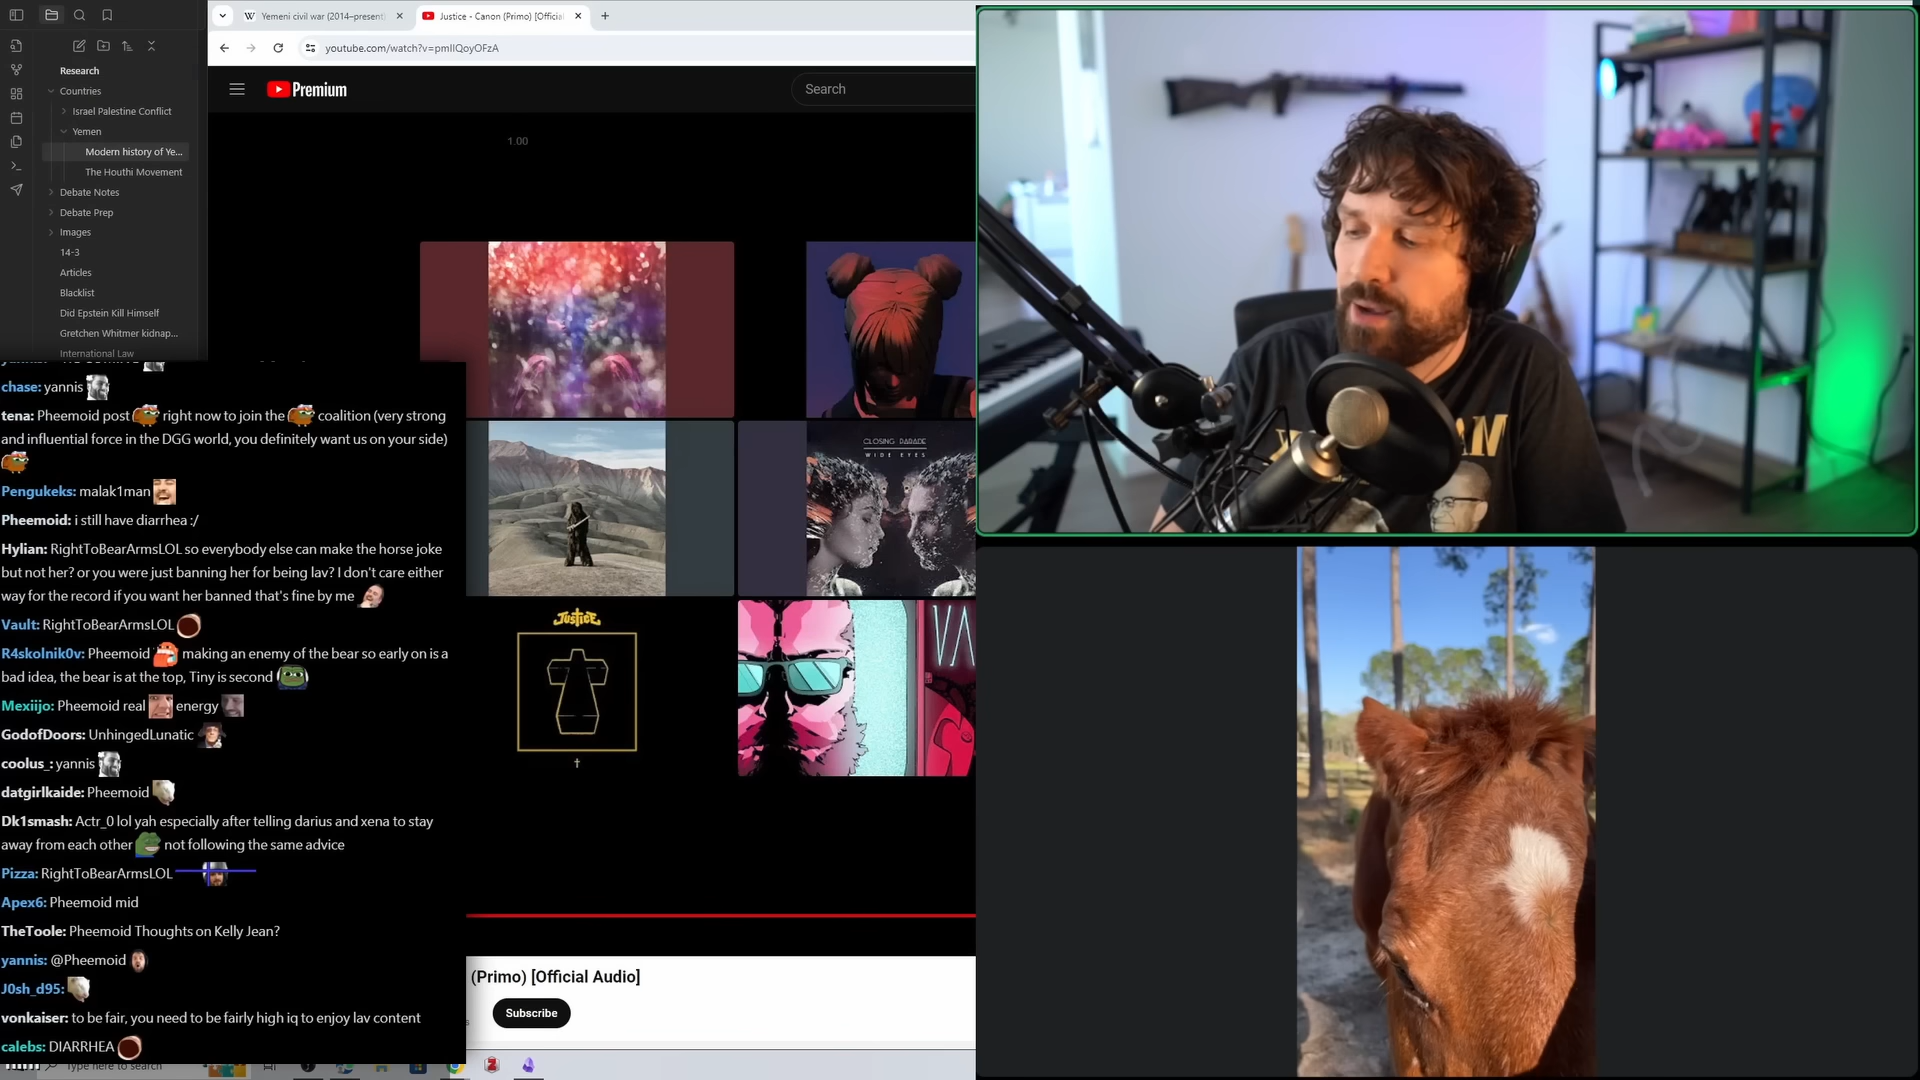 Yemeni civil war (2014–present)
Justice - Canon (Primo) [Official
youtube.com/watch?v=pmIlQoyOFzA
Premium
Search
1.00
Research
Countries
Israel Palestine Conflict
Yemen
Modern history of Ye...
The Houthi Movement
Debate Notes
Debate Prep
Images
14-3
Articles
Blacklist
Did Epstein Kill Himself
Gretchen Whitmer kidnap...
International Law
chase: yannis
tena: Pheemoid post right now to join the coalition (very strong
and influential force in the DGG world, you definitely want us on your side)
Pengukeks: malak1man
Pheemoid: i still have diarrhea :/
Hylian: RightToBearArmsLOL so everybody else can make the horse joke
but not her? or you were just banning her for being lav? I don't care either
way for the record if you want her banned that's fine by me
Vault: RightToBearArmsLOL
R4skolnik0v: Pheemoid making an enemy of the bear so early on is a
bad idea, the bear is at the top, Tiny is second
Mexiijo: Pheemoid real energy
GodofDoors: UnhingedLunatic
coolus_: yannis
datgirlkaide: Pheemoid
Dk1smash: Actr_0 lol yah especially after telling darius and xena to stay
away from each other not following the same advice
Pizza: RightToBearArmsLOL
Apex6: Pheemoid mid
TheToole: Pheemoid Thoughts on Kelly Jean?
yannis: @Pheemoid
J0sh_d95:
vonkaiser: to be fair, you need to be fairly high iq to enjoy lav content
calebs: DIARRHEA
CLOSING PARADE
WIDE EYES
JUSTICE
†
VA
(Primo) [Official Audio]
Subscribe
Type here to search